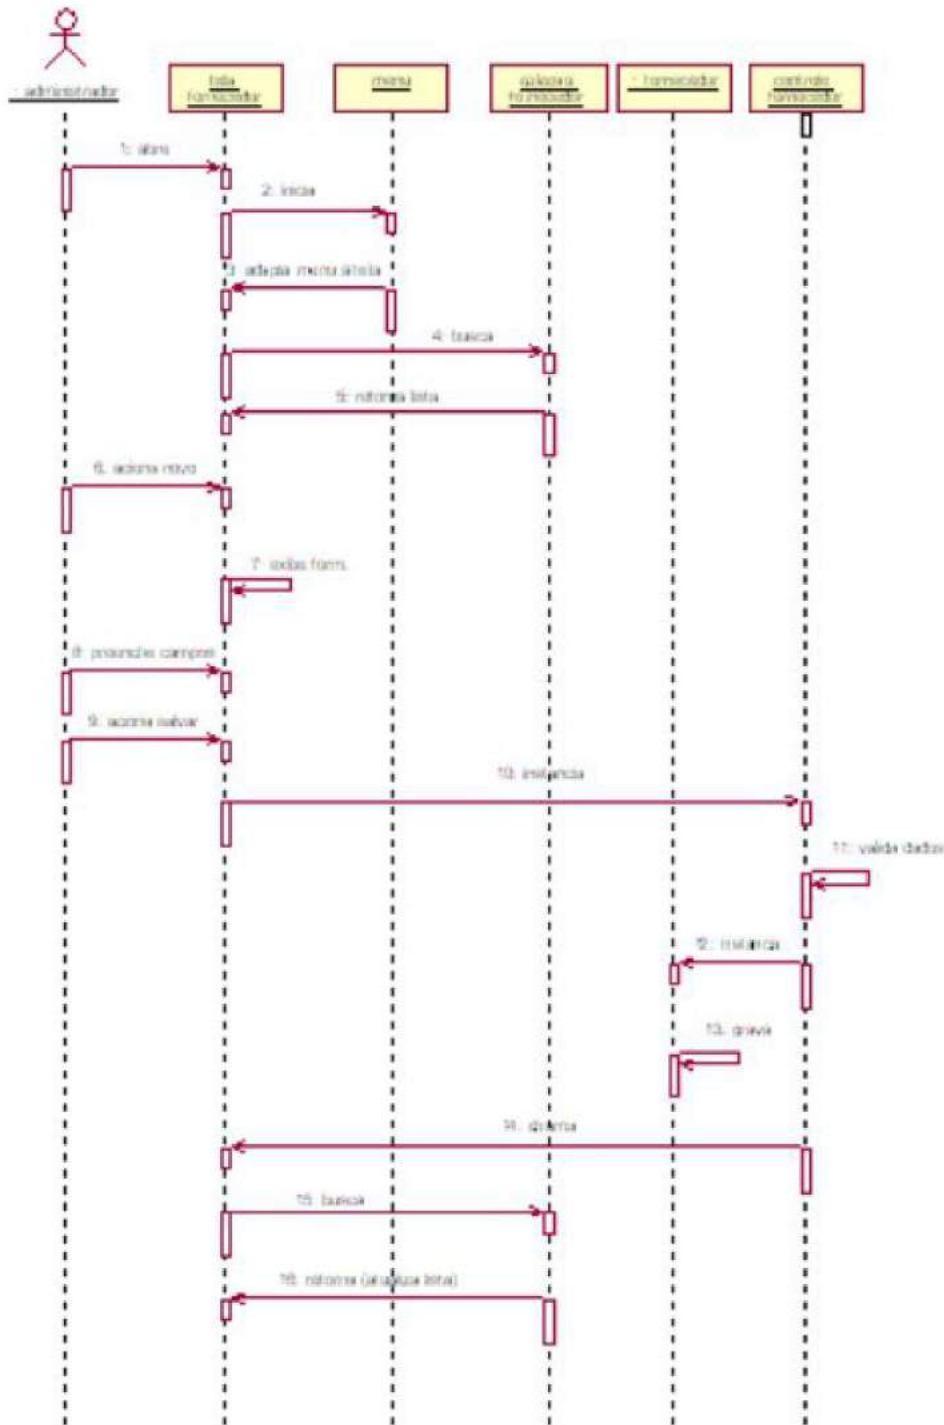 : administrador
tela
fornecedor
menu
fornecedor
: fornecedor
controle
fornecedor
1: abre
2: inicia
3: adapta menu à tela
4: busca
5: retorna lista
6: aciona novo
7: exibe form.
8: preenche campos
9: aciona salvar
10: instancia
11: valida dados
12: instancia
13: grava
14:
15: busca
16: retorna (atualiza lista)